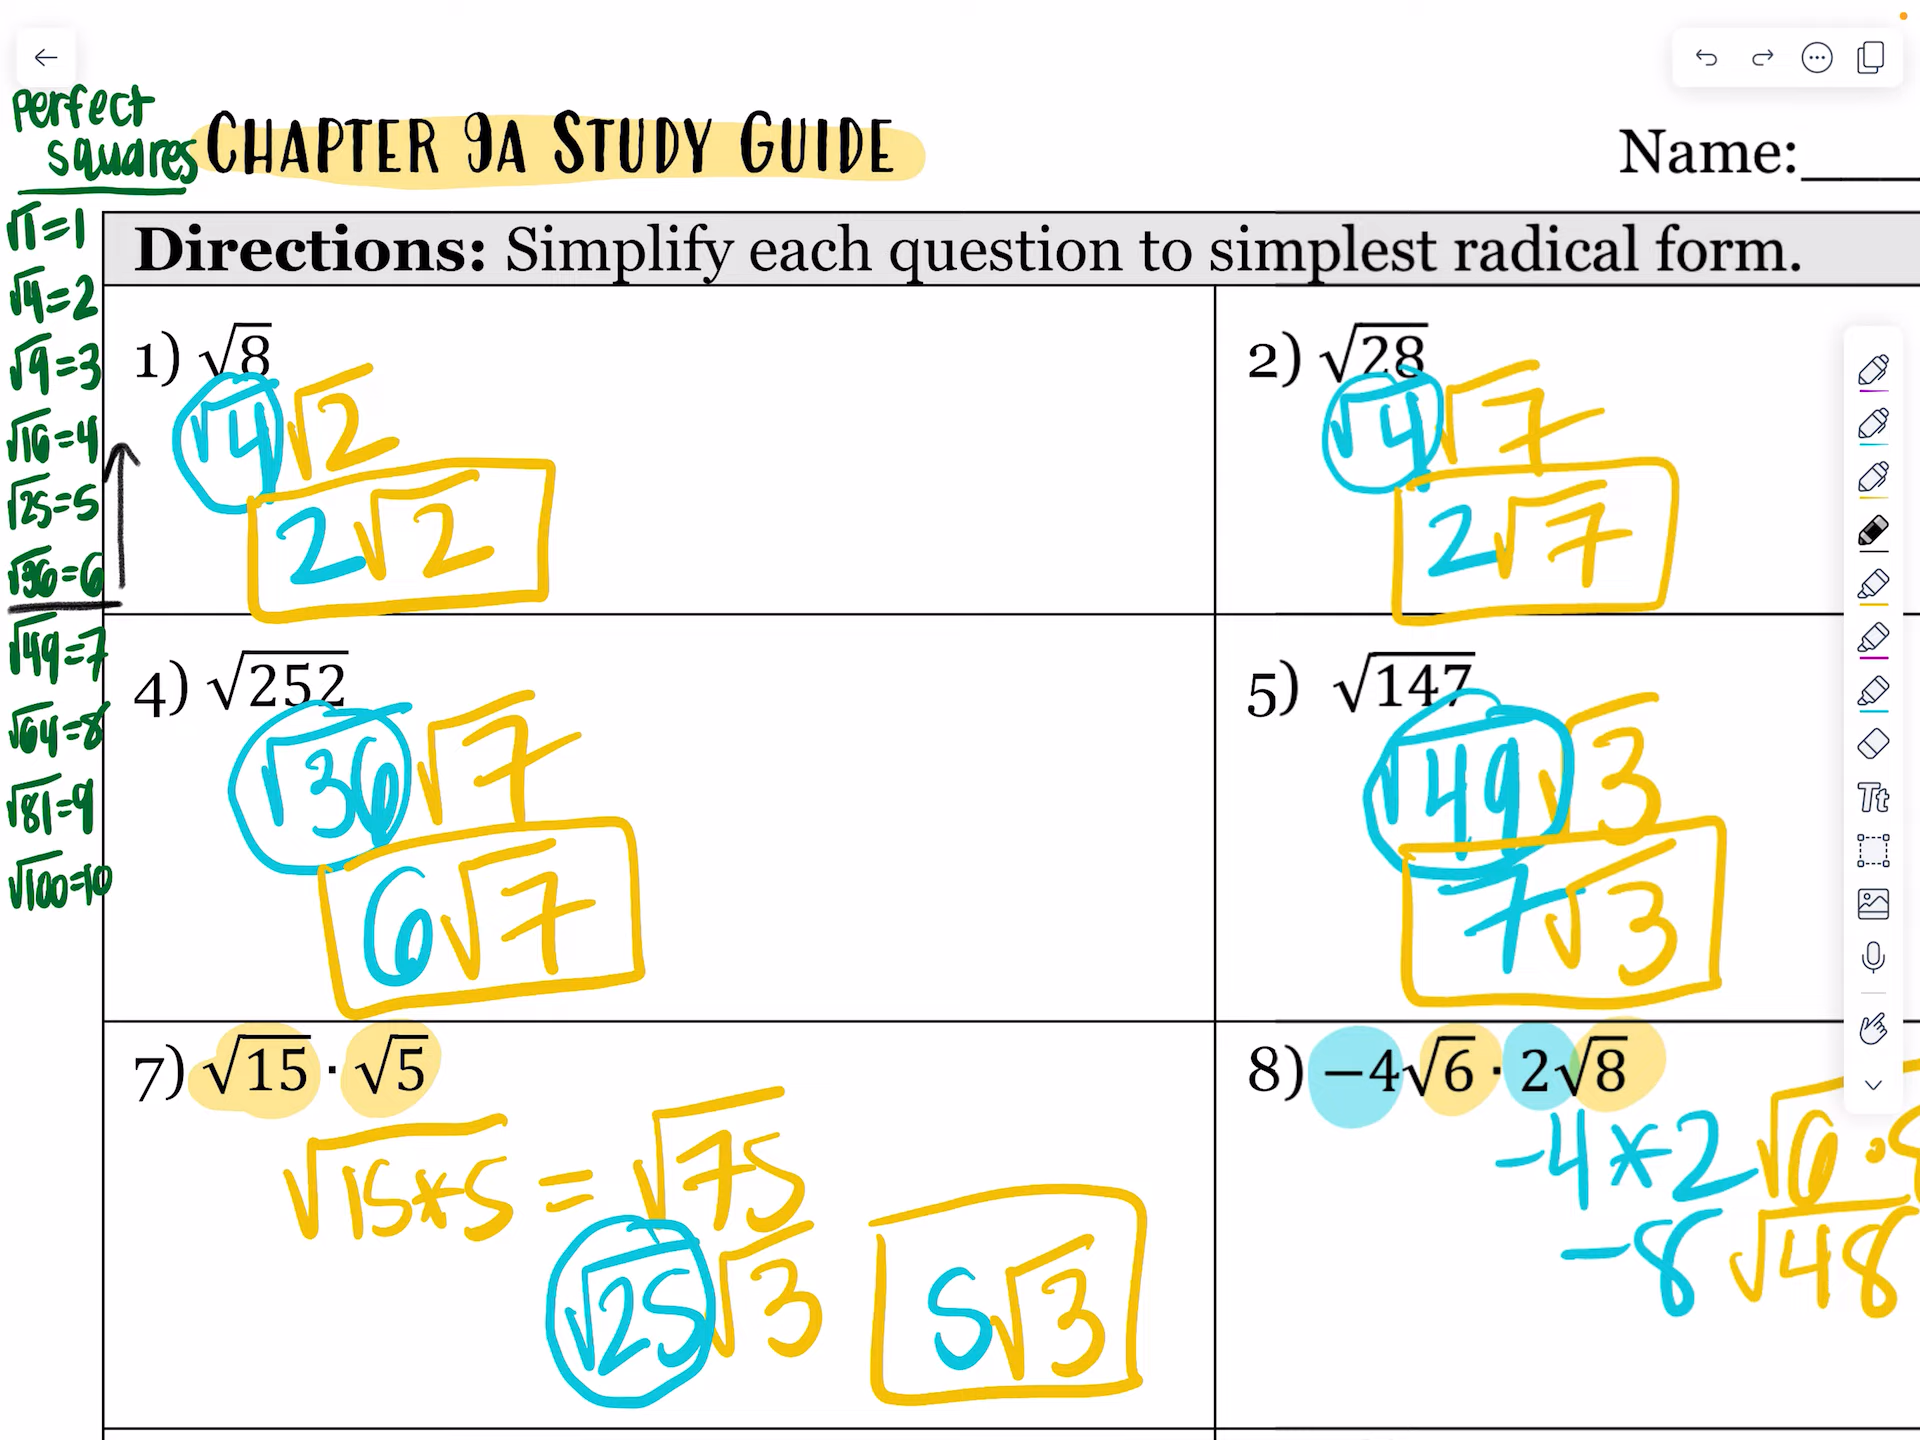 perfect
squares
CHAPTER 9A STUDY GUIDE
Name:____
√1=1
√4=2
√9=3
√16=4
√25=5
√36=6
√49=7
√64=8
√81=9
√100=10
Directions: Simplify each question to simplest radical form.
1) √8
√4 √2
2√2
2) √28
√4 √7
2√7
4) √252
√36 √7
6√7
5) √147
√49 √3
7√3
7) √15 · √5
√15*5 = √75
√25 √3
5√3
8) −4√6 · 2√8
-4 * 2 √6 ·
-8 √48
Tt